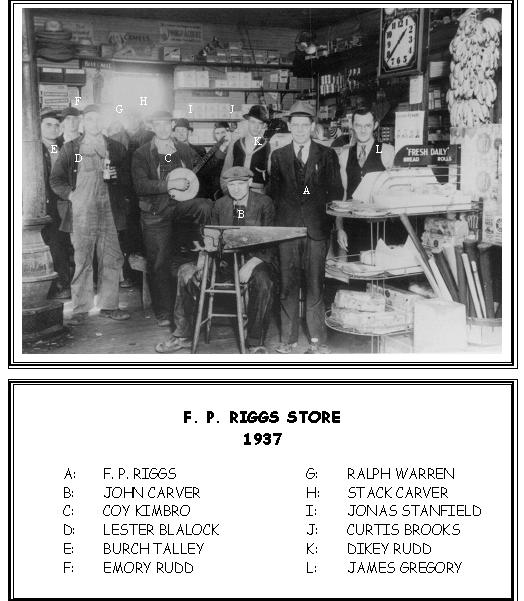 F
G
H
I
J
K
E
D
C
L
A
B
"FRESH DAILY"
BREAD ROLLS
F. P. RIGGS STORE
1937
A: F. P. RIGGS
B: JOHN CARVER
C: COY KIMBRO
D: LESTER BLALOCK
E: BURCH TALLEY
F: EMORY RUDD
G: RALPH WARREN
H: STACK CARVER
I: JONAS STANFIELD
J: CURTIS BROOKS
K: DIKEY RUDD
L: JAMES GREGORY